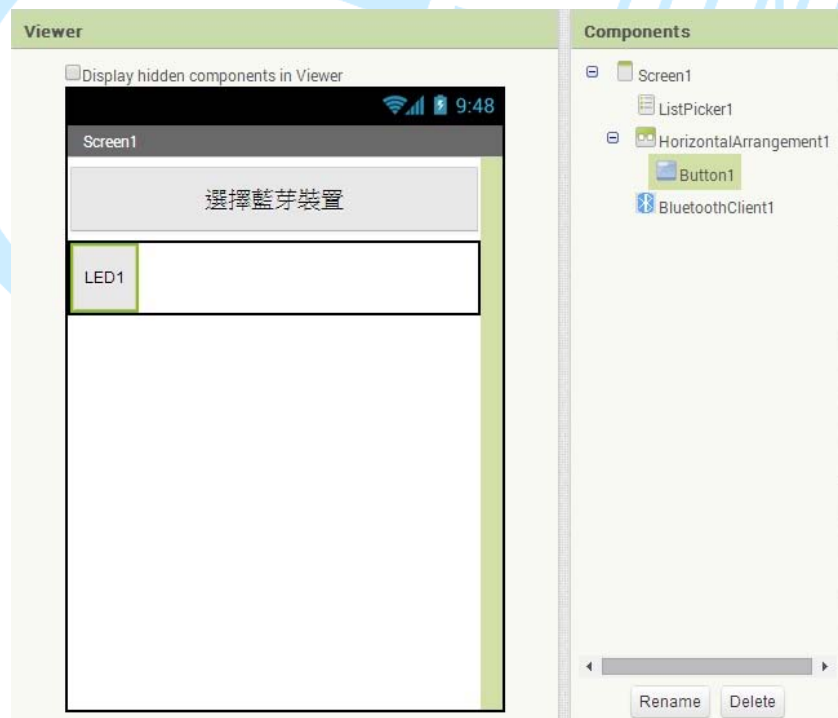 Viewer
Display hidden components in Viewer
9:48
Screen1
選擇藍芽裝置
LED1
Components
Screen1
ListPicker1
HorizontalArrangement1
Button1
BluetoothClient1
Rename Delete